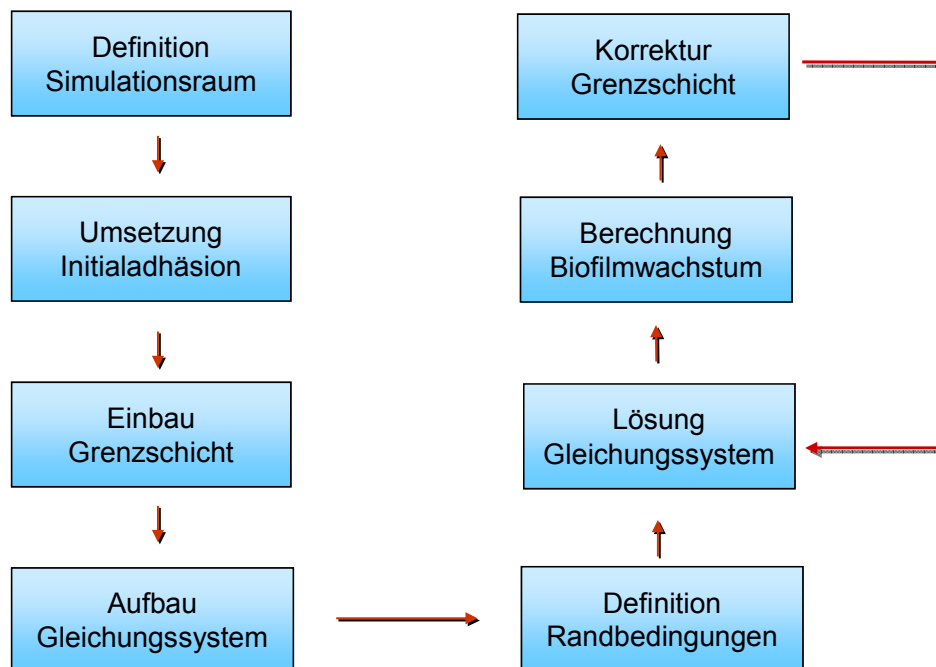 Definition
Simulationsraum
Umsetzung
Initialadhäsion
Einbau
Grenzschicht
Aufbau
Gleichungssystem
Definition
Randbedingungen
Lösung
Gleichungssystem
Berechnung
Biofilmwachstum
Korrektur
Grenzschicht